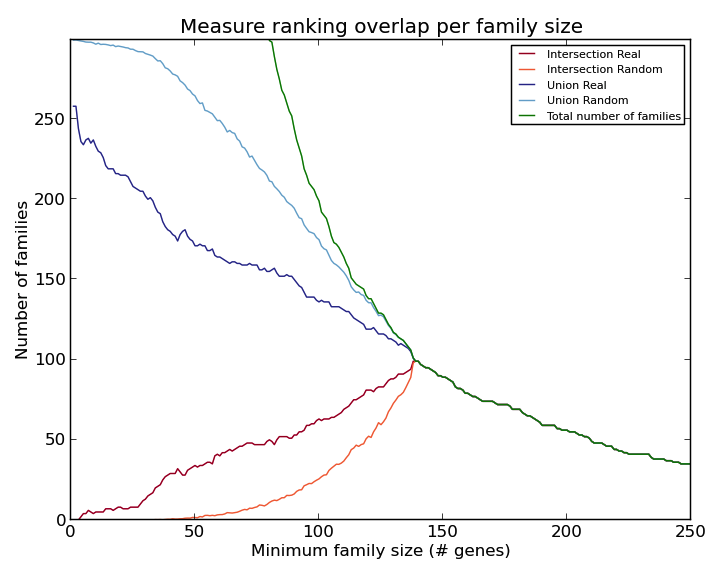 Measure ranking overlap per family size
Intersection Real
Intersection Random
Union Real
Union Random
Total number of families
Number of families
250
200
150
100
50
0
0 50 100 150 200 250
Minimum family size (# genes)